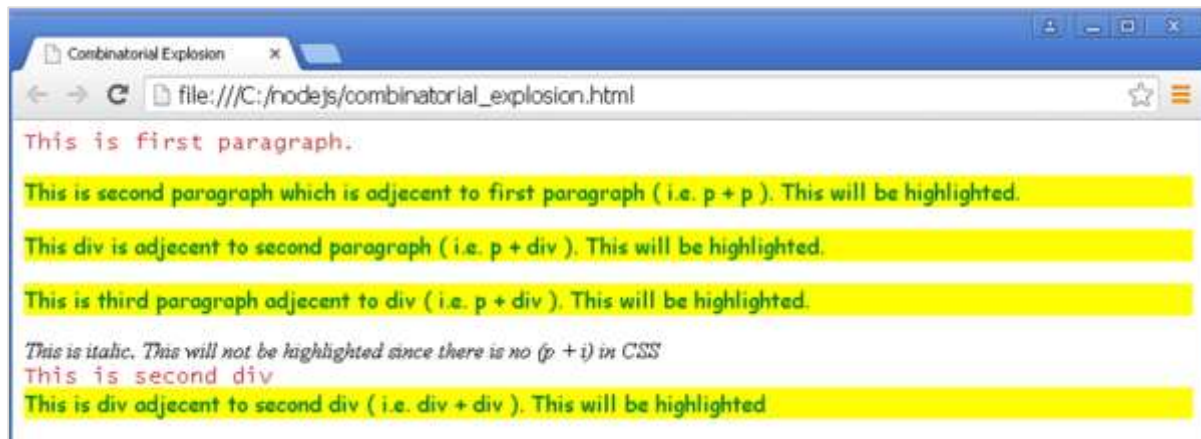 Combinatorial Explosion
file:///C:/nodejs/combinatorial_explosion.html
This is first paragraph.
This is second paragraph which is adjecent to first paragraph ( i.e. p + p ). This will be highlighted.
This div is adjecent to second paragraph ( i.e. p + div ). This will be highlighted.
This is third paragraph adjecent to div ( i.e. p + div ). This will be highlighted.
This is italic. This will not be highlighted since there is no (p + i) in CSS
This is second div
This is div adjecent to second div ( i.e. div + div ). This will be highlighted